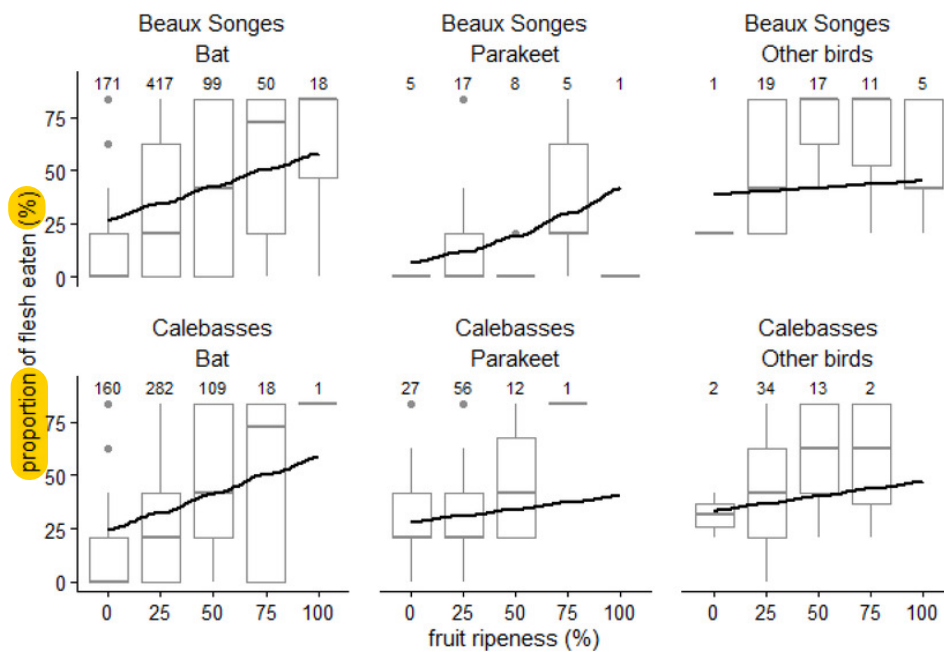 Beaux Songes Beaux Songes Beaux Songes
Bat Parakeet Other birds
171 417 99 50 18 5 17 8 5 1 1 19 17 11 5
75
50
25
0
proportion of flesh eaten (%)
Calebasses Calebasses Calebasses
Bat Parakeet Other birds
160 282 109 18 1 27 56 12 1 2 34 13 2
75
50
25
0
0 25 50 75 100 0 25 50 75 100 0 25 50 75 100
fruit ripeness (%)